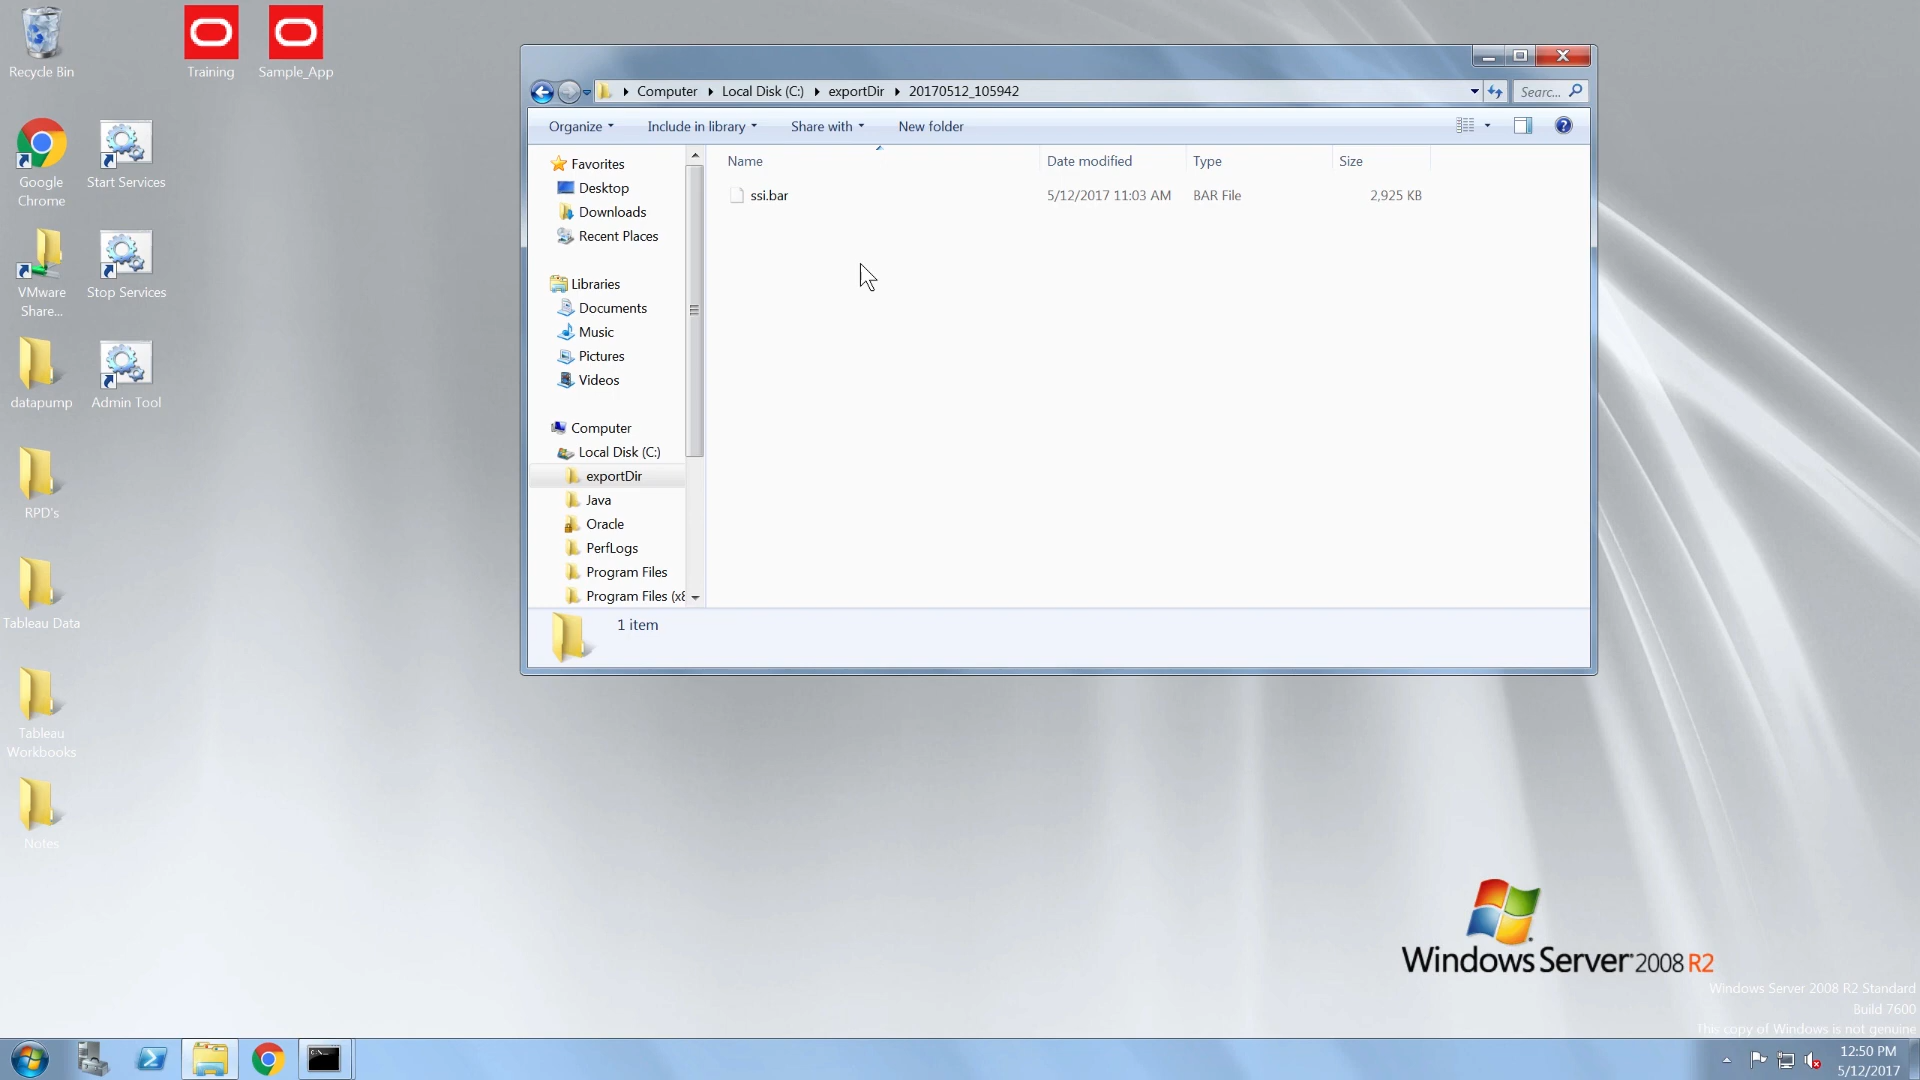 Recycle Bin
Training
Sample_App
Google
Chrome
Start Services
VMware
Share...
Stop Services
datapump
Admin Tool
RPD's
Tableau Data
Tableau
Workbooks
Notes
Computer Local Disk (C:) exportDir 20170512_105942
Searc...
Organize Include in library Share with New folder
Favorites
Desktop
Downloads
Recent Places
Libraries
Documents
Music
Pictures
Videos
Computer
Local Disk (C:)
exportDir
Java
Oracle
PerfLogs
Program Files
Program Files (x8
Name Date modified Type Size
ssi.bar 5/12/2017 11:03 AM BAR File 2,925 KB
1 item
Windows Server 2008 R2
Windows Server 2008 R2 Standard
Build 7600
This copy of Windows is not genuine
C:\_
12:50 PM
5/12/2017